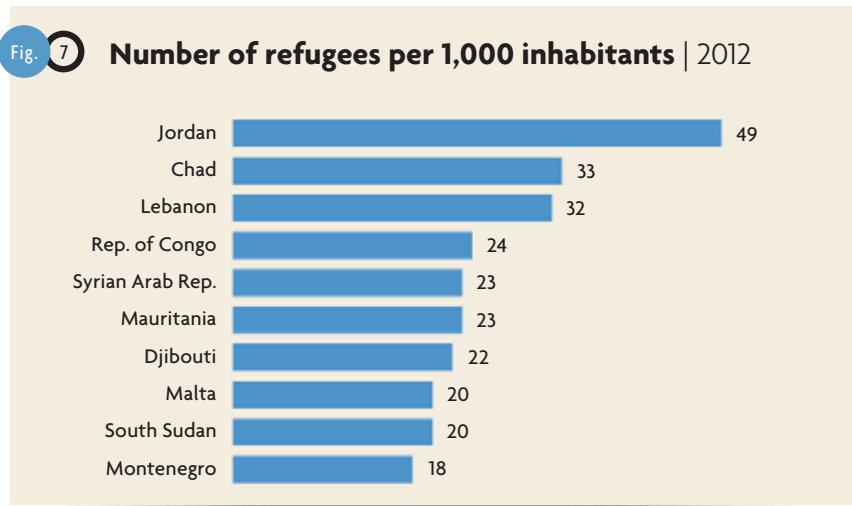 Fig. 7 Number of refugees per 1,000 inhabitants | 2012
Jordan 49
Chad 33
Lebanon 32
Rep. of Congo 24
Syrian Arab Rep. 23
Mauritania 23
Djibouti 22
Malta 20
South Sudan 20
Montenegro 18